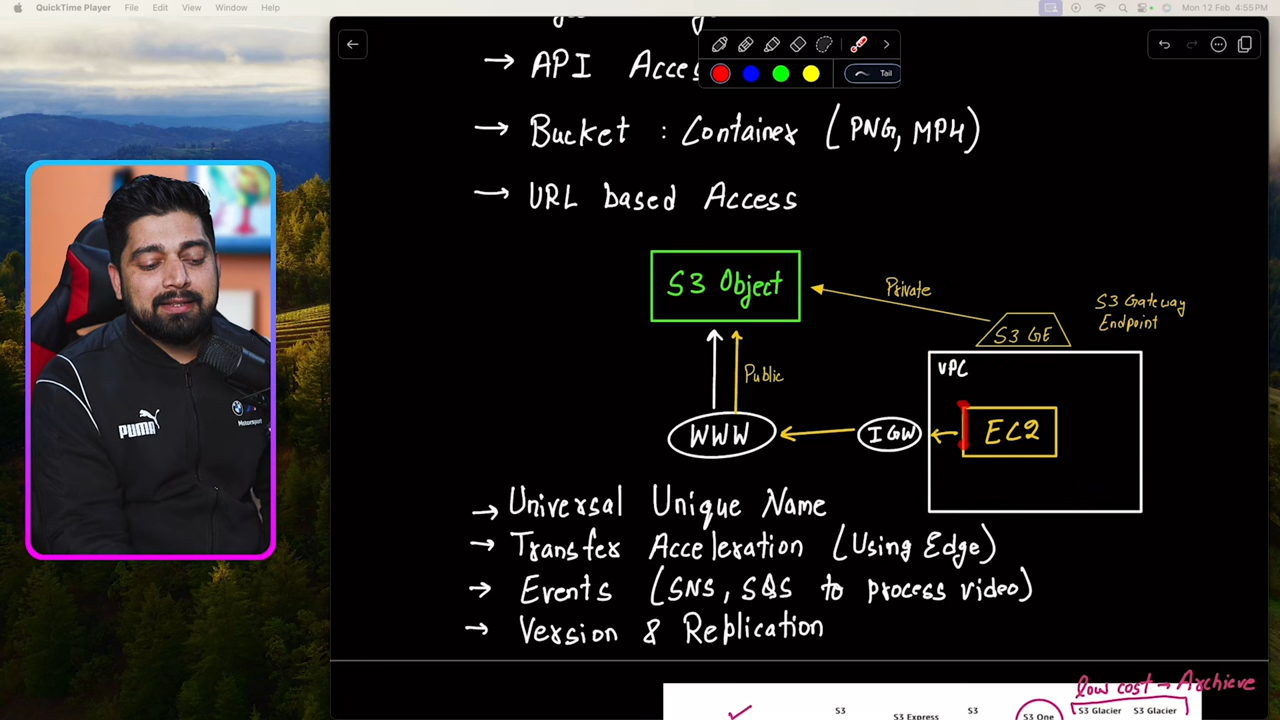 QuickTime Player File Edit View Window Help Mon 12 Feb 4:55 PM
Tail
→ API Acces
→ Bucket : Container (PNG, MP4)
→ URL based Access
S3 Object
Private
S3 Gateway
Endpoint
S3 GE
VPC
Public
WWW
IGW
EC2
→ Universal Unique Name
→ Transfer Acceleration (Using Edge)
→ Events (SNS, SQS to process video)
→ Version & Replication
PUMA
Motorsport
low cost → Archieve
S3
S3 Express
S3
S3 One
S3 Glacier
S3 Glacier